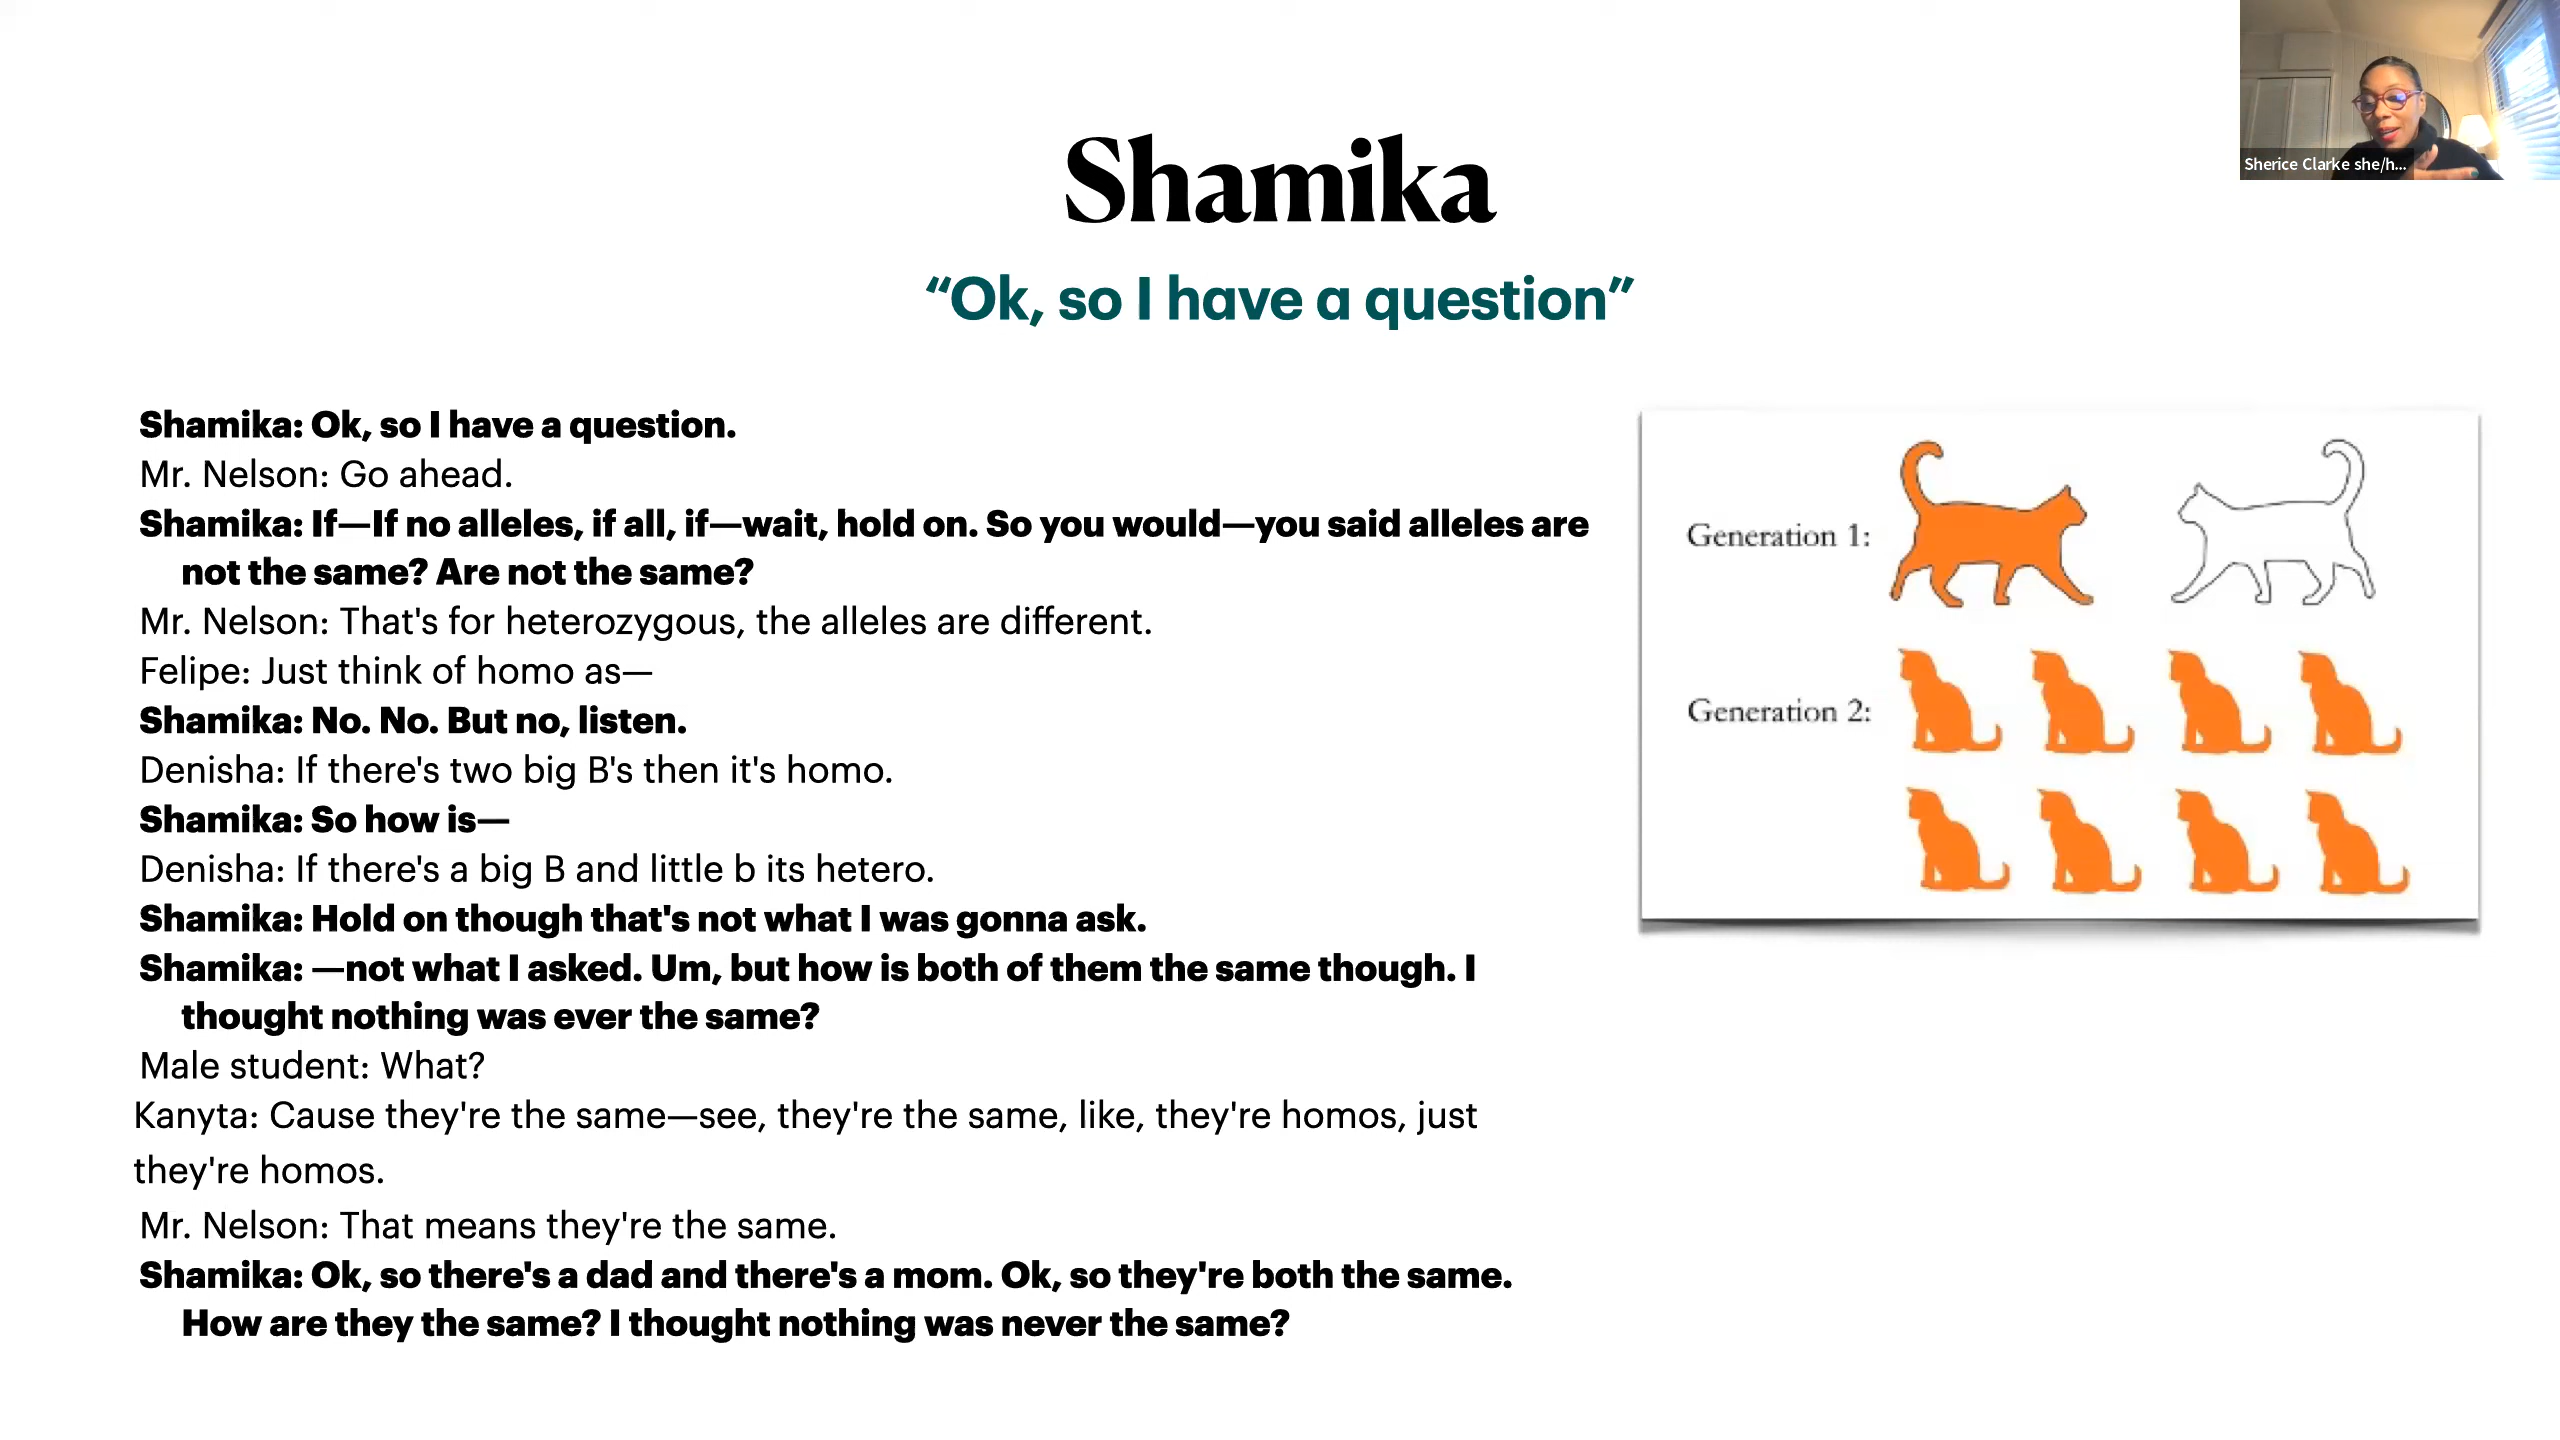 Sherice Clarke she/h...
Shamika
“Ok, so I have a question”
Shamika: Ok, so I have a question.
Mr. Nelson: Go ahead.
Shamika: If—If no alleles, if all, if—wait, hold on. So you would—you said alleles are
not the same? Are not the same?
Mr. Nelson: That's for heterozygous, the alleles are different.
Felipe: Just think of homo as—
Shamika: No. No. But no, listen.
Denisha: If there's two big B's then it's homo.
Shamika: So how is—
Denisha: If there's a big B and little b its hetero.
Shamika: Hold on though that's not what I was gonna ask.
Shamika: —not what I asked. Um, but how is both of them the same though. I
thought nothing was ever the same?
Male student: What?
Kanyta: Cause they're the same—see, they're the same, like, they're homos, just
they're homos.
Mr. Nelson: That means they're the same.
Shamika: Ok, so there's a dad and there's a mom. Ok, so they're both the same.
How are they the same? I thought nothing was never the same?
Generation 1:
Generation 2: